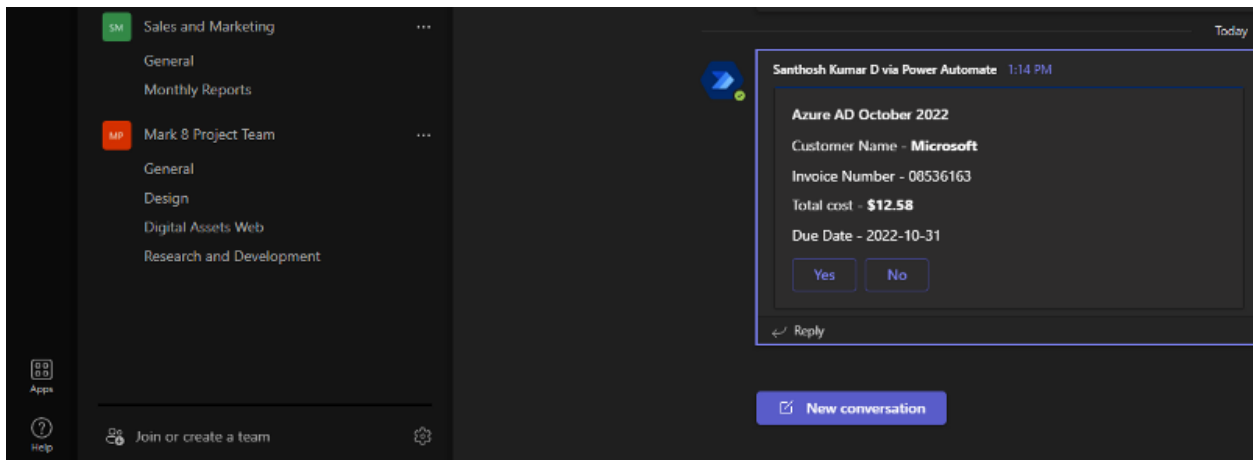 SM Sales and Marketing ...
General
Monthly Reports
MP Mark 8 Project Team ...
General
Design
Digital Assets Web
Research and Development
Apps
Help
Join or create a team
Today
Santhosh Kumar D via Power Automate 1:14 PM
Azure AD October 2022
Customer Name - Microsoft
Invoice Number - 08536163
Total cost - $12.58
Due Date - 2022-10-31
Yes No
Reply
New conversation